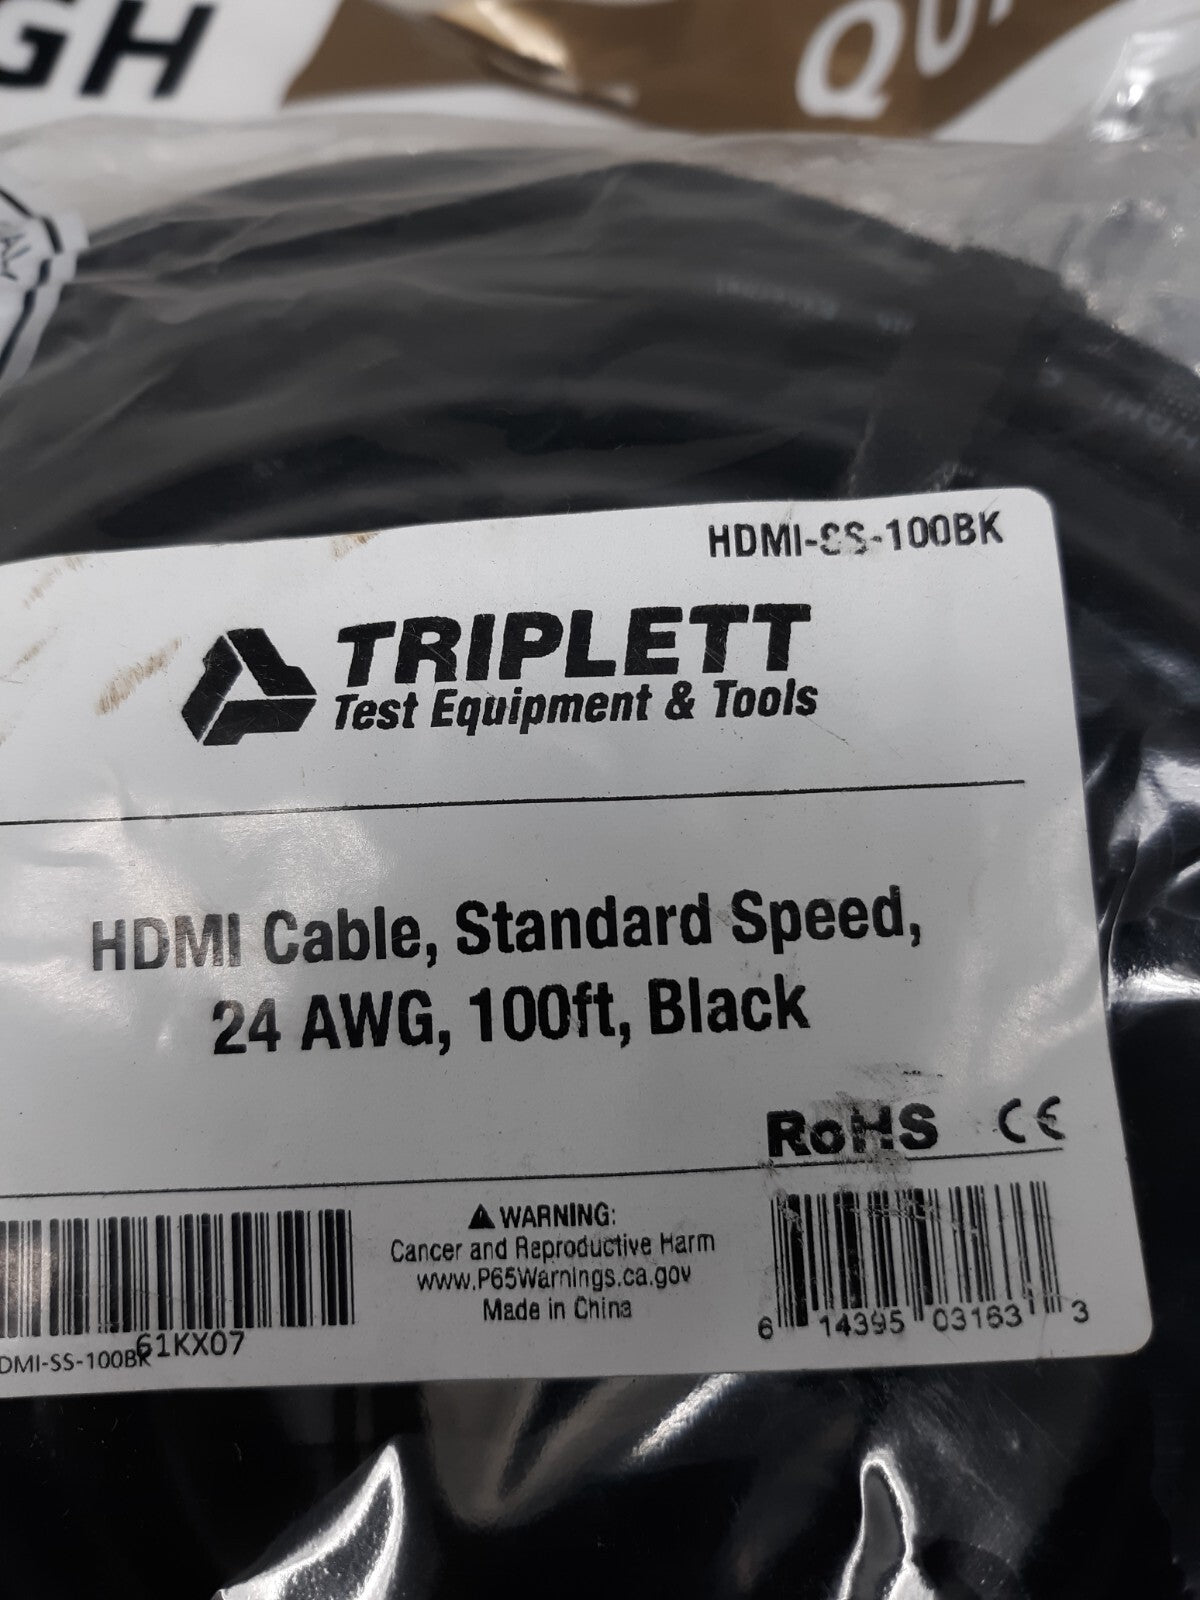 GH
HDMI-SS-100BK
TRIPLETT
Test Equipment & Tools
HDMI Cable, Standard Speed,
24 AWG, 100ft, Black
RoHS CE
WARNING:
Cancer and Reproductive Harm
www.P65Warnings.ca.gov
Made in China
61KX07
DMI-SS-100BK
6 14395 03163 3